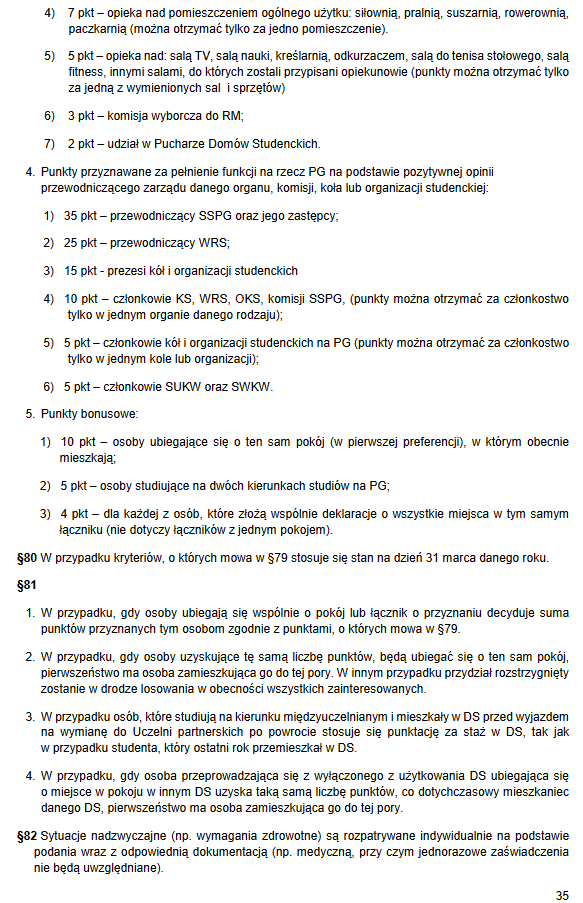 4) 7 pkt – opieka nad pomieszczeniem ogólnego użytku: siłownią, pralnią, suszarnią, rowerownią,
paczkarnią (można otrzymać tylko za jedno pomieszczenie).
5) 5 pkt – opieka nad: salą TV, salą nauki, kreślarnią, odkurzaczem, salą do tenisa stołowego, salą
fitness, innymi salami, do których zostali przypisani opiekunowie (punkty można otrzymać tylko
za jedną z wymienionych sal i sprzętów)
6) 3 pkt – komisja wyborcza do RM;
7) 2 pkt – udział w Pucharze Domów Studenckich.
4. Punkty przyznawane za pełnienie funkcji na rzecz PG na podstawie pozytywnej opinii
przewodniczącego zarządu danego organu, komisji, koła lub organizacji studenckiej:
1) 35 pkt – przewodniczący SSPG oraz jego zastępcy;
2) 25 pkt – przewodniczący WRS;
3) 15 pkt - prezesi kół i organizacji studenckich
4) 10 pkt – członkowie KS, WRS, OKS, komisji SSPG, (punkty można otrzymać za członkostwo
tylko w jednym organie danego rodzaju);
5) 5 pkt – członkowie kół i organizacji studenckich na PG (punkty można otrzymać za członkostwo
tylko w jednym kole lub organizacji);
6) 5 pkt – członkowie SUKW oraz SWKW.
5. Punkty bonusowe:
1) 10 pkt – osoby ubiegające się o ten sam pokój (w pierwszej preferencji), w którym obecnie
mieszkają;
2) 5 pkt – osoby studiujące na dwóch kierunkach studiów na PG;
3) 4 pkt – dla każdej z osób, które złożą wspólnie deklaracje o wszystkie miejsca w tym samym
łączniku (nie dotyczy łączników z jednym pokojem).
§80 W przypadku kryteriów, o których mowa w §79 stosuje się stan na dzień 31 marca danego roku.
§81
1. W przypadku, gdy osoby ubiegają się wspólnie o pokój lub łącznik o przyznaniu decyduje suma
punktów przyznanych tym osobom zgodnie z punktami, o których mowa w §79.
2. W przypadku, gdy osoby uzyskujące tę samą liczbę punktów, będą ubiegać się o ten sam pokój,
pierwszeństwo ma osoba zamieszkująca go do tej pory. W innym przypadku przydział rozstrzygnięty
zostanie w drodze losowania w obecności wszystkich zainteresowanych.
3. W przypadku osób, które studiują na kierunku międzyuczelnianym i mieszkały w DS przed wyjazdem
na wymianę do Uczelni partnerskich po powrocie stosuje się punktację za staż w DS, tak jak
w przypadku studenta, który ostatni rok przemieszkał w DS.
4. W przypadku, gdy osoba przeprowadzająca się z wyłączonego z użytkowania DS ubiegająca się
o miejsce w pokoju w innym DS uzyska taką samą liczbę punktów, co dotychczasowy mieszkaniec
danego DS, pierwszeństwo ma osoba zamieszkująca go do tej pory.
§82 Sytuacje nadzwyczajne (np. wymagania zdrowotne) są rozpatrywane indywidualnie na podstawie
podania wraz z odpowiednią dokumentacją (np. medyczną, przy czym jednorazowe zaświadczenia
nie będą uwzględniane).
35